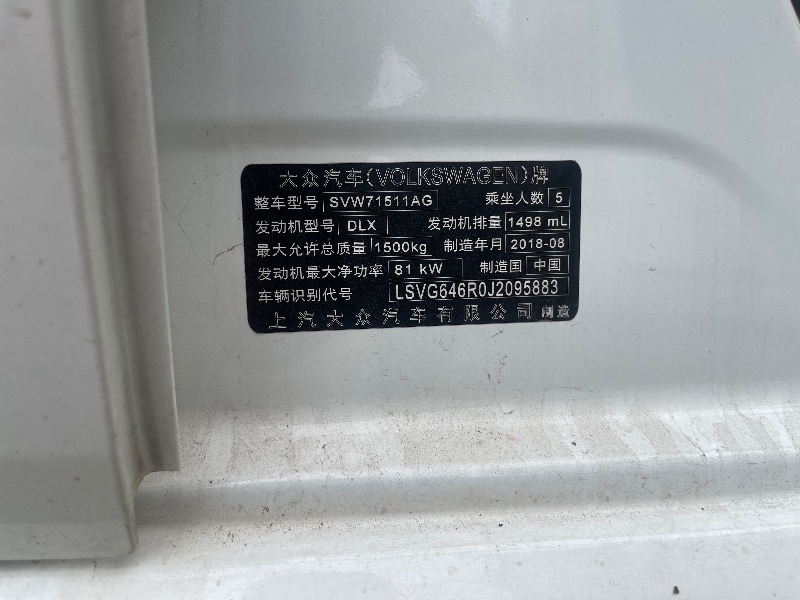 大众汽车(VOLKSWAGEN)牌
整车型号 SVW71511AG 乘坐人数 5
发动机型号 DLX 发动机排量 1498 mL
最大允许总质量 1500kg 制造年月 2018-08
发动机最大净功率 81 kW 制造国 中国
车辆识别代号 LSVG646R0J2095883
上汽大众汽车有限公司 制造